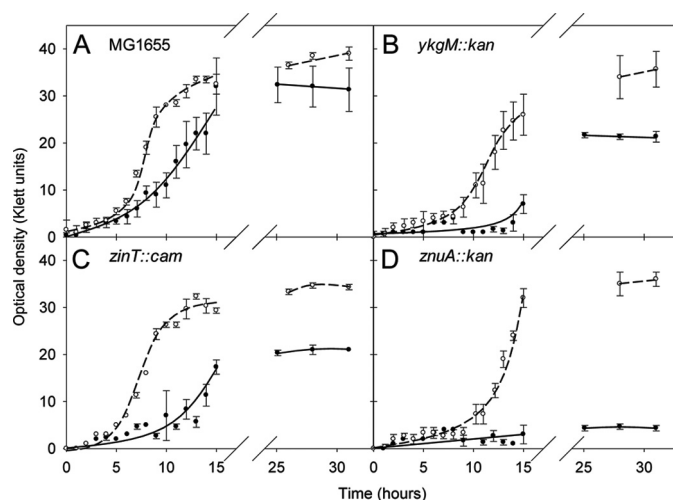 A MG1655
B ykgM::kan
40
30
20
10
0
C zinT::cam
D znuA::kan
40
30
20
10
0
Optical density (Klett units)
0 5 10 15 25 30 0 5 10 15 25 30
Time (hours)